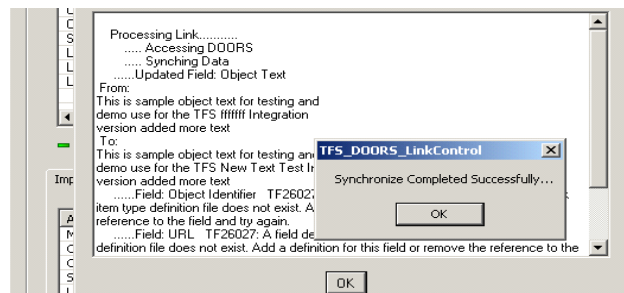 Processing Link...........
..... Accessing DOORS
..... Synching Data
......Updated Field: Object Text
From:
This is sample object text for testing and
demo use for the TFS fffffff Integration
version added more text
To:
This is sample object text for testing an
demo use for the TFS New Text Test In
version added more text
......Field: Object Identifier TF26027
item type definition file does not exist. A
reference to the field and try again.
......Field: URL TF26027: A field de
definition file does not exist. Add a definition for this field or remove the reference to the
TFS_DOORS_LinkControl
Synchronize Completed Successfully...
OK
Imp
OK